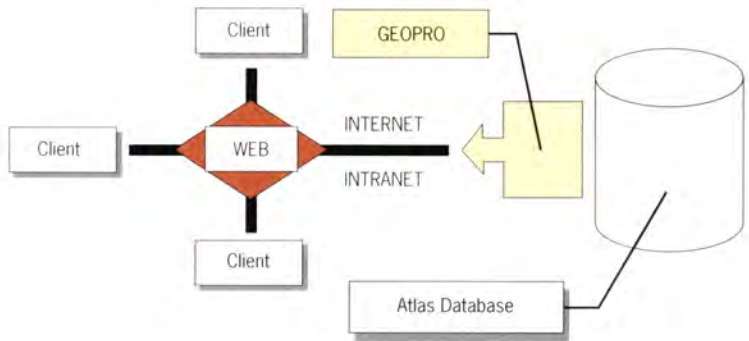 Client
GEOPRO
INTERNET
Client
WEB
INTRANET
Client
Atlas Database